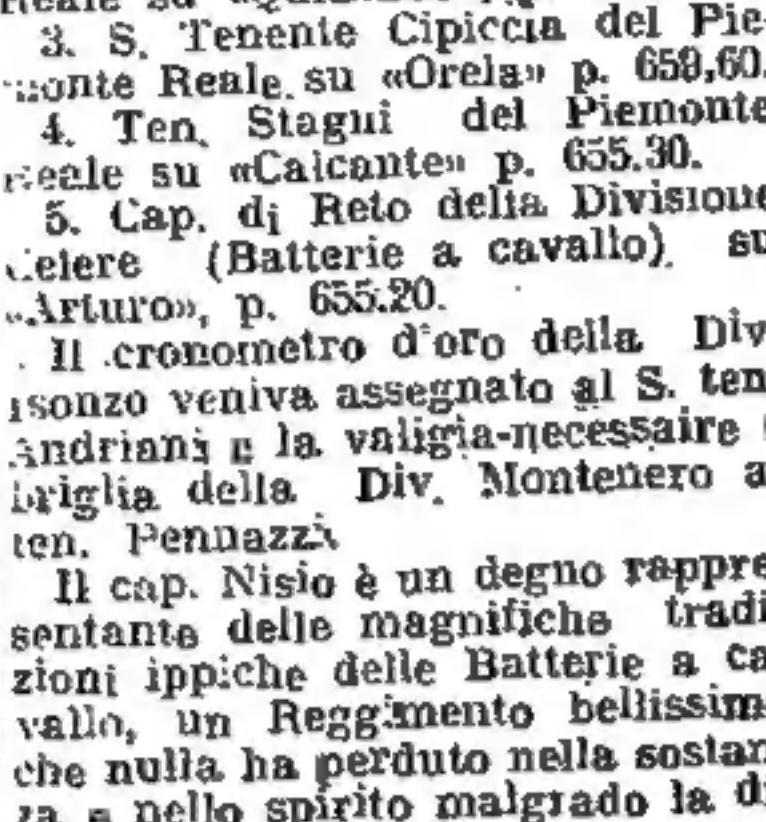 3. S. Tenente Cipiccia del Pie-
monte Reale su «Orela» p. 659,60.
4. Ten. Stagui del Piemonte
Reale su «Calcante» p. 655.30.
5. Cap. di Reto della Divisione
Celere (Batterie a cavallo) su
«Arturo», p. 655.20.
Il cronometro d'oro della Div
Isonzo veniva assegnato al S. ten
Andriani e la valigia-necessaire
briglia della Div. Montenero a
ten. Pennazzi
Il cap. Nisio è un degno rappre
sentante delle magnifiche tradi
zioni ippiche delle Batterie a ca
vallo, un Reggimento bellissim
che nulla ha perduto nella sostan
za e nello spirito malgrado la di